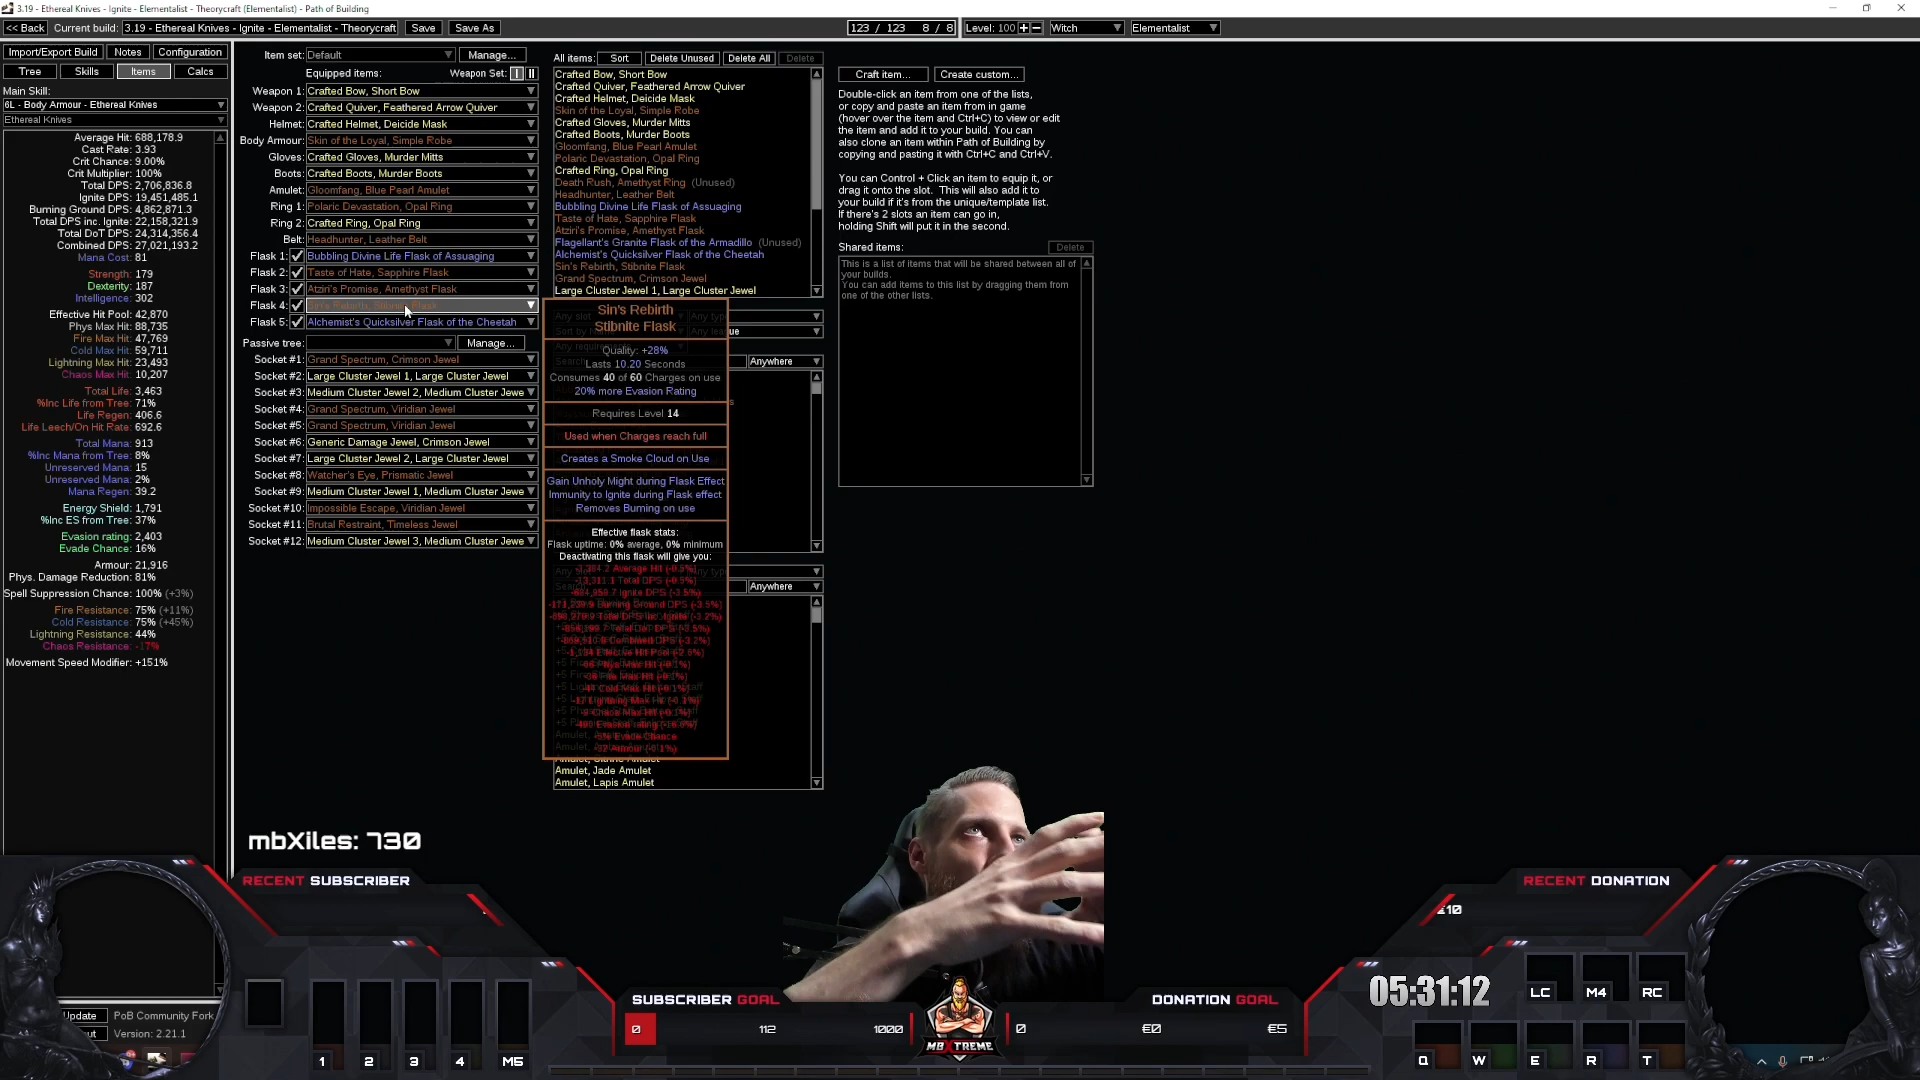 3.19 - Ethereal Knives - Ignite - Elementalist - Theorycraft (Elementalist) - Path of Building
<< Back
Current build:
3.19 - Ethereal Knives - Ignite - Elementalist - Theorycraft
Save
Save As
123 / 123 8 / 8
Level: 100
Witch
Elementalist
Import/Export Build
Notes
Configuration
Tree
Skills
Items
Calcs
Main Skill:
6L - Body Armour - Ethereal Knives
Ethereal Knives
Average Hit: 688,178.9
Cast Rate: 3.93
Crit Chance: 9.00%
Crit Multiplier: 100%
Total DPS: 2,706,836.8
Ignite DPS: 19,451,485.1
Burning Ground DPS: 4,862,871.3
Total DPS inc. Ignite: 22,158,321.9
Total DoT DPS: 24,314,356.4
Combined DPS: 27,021,193.2
Mana Cost: 81
Strength: 179
Dexterity: 187
Intelligence: 302
Effective Hit Pool: 42,870
Phys Max Hit: 88,735
Fire Max Hit: 47,769
Cold Max Hit: 59,711
Lightning Max Hit: 23,493
Chaos Max Hit: 10,207
Total Life: 3,463
%Inc Life from Tree: 71%
Life Regen: 406.6
Life Leech/On Hit Rate: 692.6
Total Mana: 913
%Inc Mana from Tree: 8%
Unreserved Mana: 15
Unreserved Mana: 2%
Mana Regen: 39.2
Energy Shield: 1,791
%Inc ES from Tree: 37%
Evasion rating: 2,403
Evade Chance: 16%
Armour: 21,916
Phys. Damage Reduction: 81%
Spell Suppression Chance: 100% (+3%)
Fire Resistance: 75% (+11%)
Cold Resistance: 75% (+45%)
Lightning Resistance: 44%
Chaos Resistance: -17%
Movement Speed Modifier: +151%
Update
PoB Community Fork
Version: 2.21.1
Item set: Default
Manage...
Equipped items:
Weapon Set: I II
Weapon 1: Crafted Bow, Short Bow
Weapon 2: Crafted Quiver, Feathered Arrow Quiver
Helmet: Crafted Helmet, Deicide Mask
Body Armour: Skin of the Loyal, Simple Robe
Gloves: Crafted Gloves, Murder Mitts
Boots: Crafted Boots, Murder Boots
Amulet: Gloomfang, Blue Pearl Amulet
Ring 1: Polaric Devastation, Opal Ring
Ring 2: Crafted Ring, Opal Ring
Belt: Headhunter, Leather Belt
Flask 1: Bubbling Divine Life Flask of Assuaging
Flask 2: Taste of Hate, Sapphire Flask
Flask 3: Atziri's Promise, Amethyst Flask
Flask 4: Sin's Rebirth, Stibnite Flask
Flask 5: Alchemist's Quicksilver Flask of the Cheetah
Passive tree:
Manage...
Socket #1: Grand Spectrum, Crimson Jewel
Socket #2: Large Cluster Jewel 1, Large Cluster Jewel
Socket #3: Medium Cluster Jewel 2, Medium Cluster Jewe
Socket #4: Grand Spectrum, Viridian Jewel
Socket #5: Grand Spectrum, Viridian Jewel
Socket #6: Generic Damage Jewel, Crimson Jewel
Socket #7: Large Cluster Jewel 2, Large Cluster Jewel
Socket #8: Watcher's Eye, Prismatic Jewel
Socket #9: Medium Cluster Jewel 1, Medium Cluster Jewe
Socket #10: Impossible Escape, Viridian Jewel
Socket #11: Brutal Restraint, Timeless Jewel
Socket #12: Medium Cluster Jewel 3, Medium Cluster Jewe
All items:
Sort
Delete Unused
Delete All
Delete
Crafted Bow, Short Bow
Crafted Quiver, Feathered Arrow Quiver
Crafted Helmet, Deicide Mask
Skin of the Loyal, Simple Robe
Crafted Gloves, Murder Mitts
Crafted Boots, Murder Boots
Gloomfang, Blue Pearl Amulet
Polaric Devastation, Opal Ring
Crafted Ring, Opal Ring
Death Rush, Amethyst Ring (Unused)
Headhunter, Leather Belt
Bubbling Divine Life Flask of Assuaging
Taste of Hate, Sapphire Flask
Atziri's Promise, Amethyst Flask
Flagellant's Granite Flask of the Armadillo (Unused)
Alchemist's Quicksilver Flask of the Cheetah
Sin's Rebirth, Stibnite Flask
Grand Spectrum, Crimson Jewel
Large Cluster Jewel 1, Large Cluster Jewel
Sin's Rebirth
Stibnite Flask
Quality: +28%
Lasts 10.20 Seconds
Consumes 40 of 60 Charges on use
20% more Evasion Rating
Requires Level 14
Used when Charges reach full
Creates a Smoke Cloud on Use
Gain Unholy Might during Flask Effect
Immunity to Ignite during Flask effect
Removes Burning on use
Effective flask stats:
Flask uptime: 0% average, 0% minimum
Deactivating this flask will give you:
Anywhere
Anywhere
Amulet, Jade Amulet
Amulet, Lapis Amulet
Craft item...
Create custom...
Double-click an item from one of the lists,
or copy and paste an item from in game
(hover over the item and Ctrl+C) to view or edit
the item and add it to your build. You can
also clone an item within Path of Building by
copying and pasting it with Ctrl+C and Ctrl+V.
You can Control + Click an item to equip it, or
drag it onto the slot. This will also add it to
your build if it's from the unique/template list.
If there's 2 slots an item can go in,
holding Shift will put it in the second.
Shared items:
Delete
This is a list of items that will be shared between all of
your builds.
You can add items to this list by dragging them from
one of the other lists.
mbXiles: 730
RECENT SUBSCRIBER
RECENT DONATION
SUBSCRIBER GOAL
0 112 1000
MBXTREME
DONATION GOAL
0 €0 €5
05:31:12
1 2 3 4 M5
LC M4 RC
Q W E R T